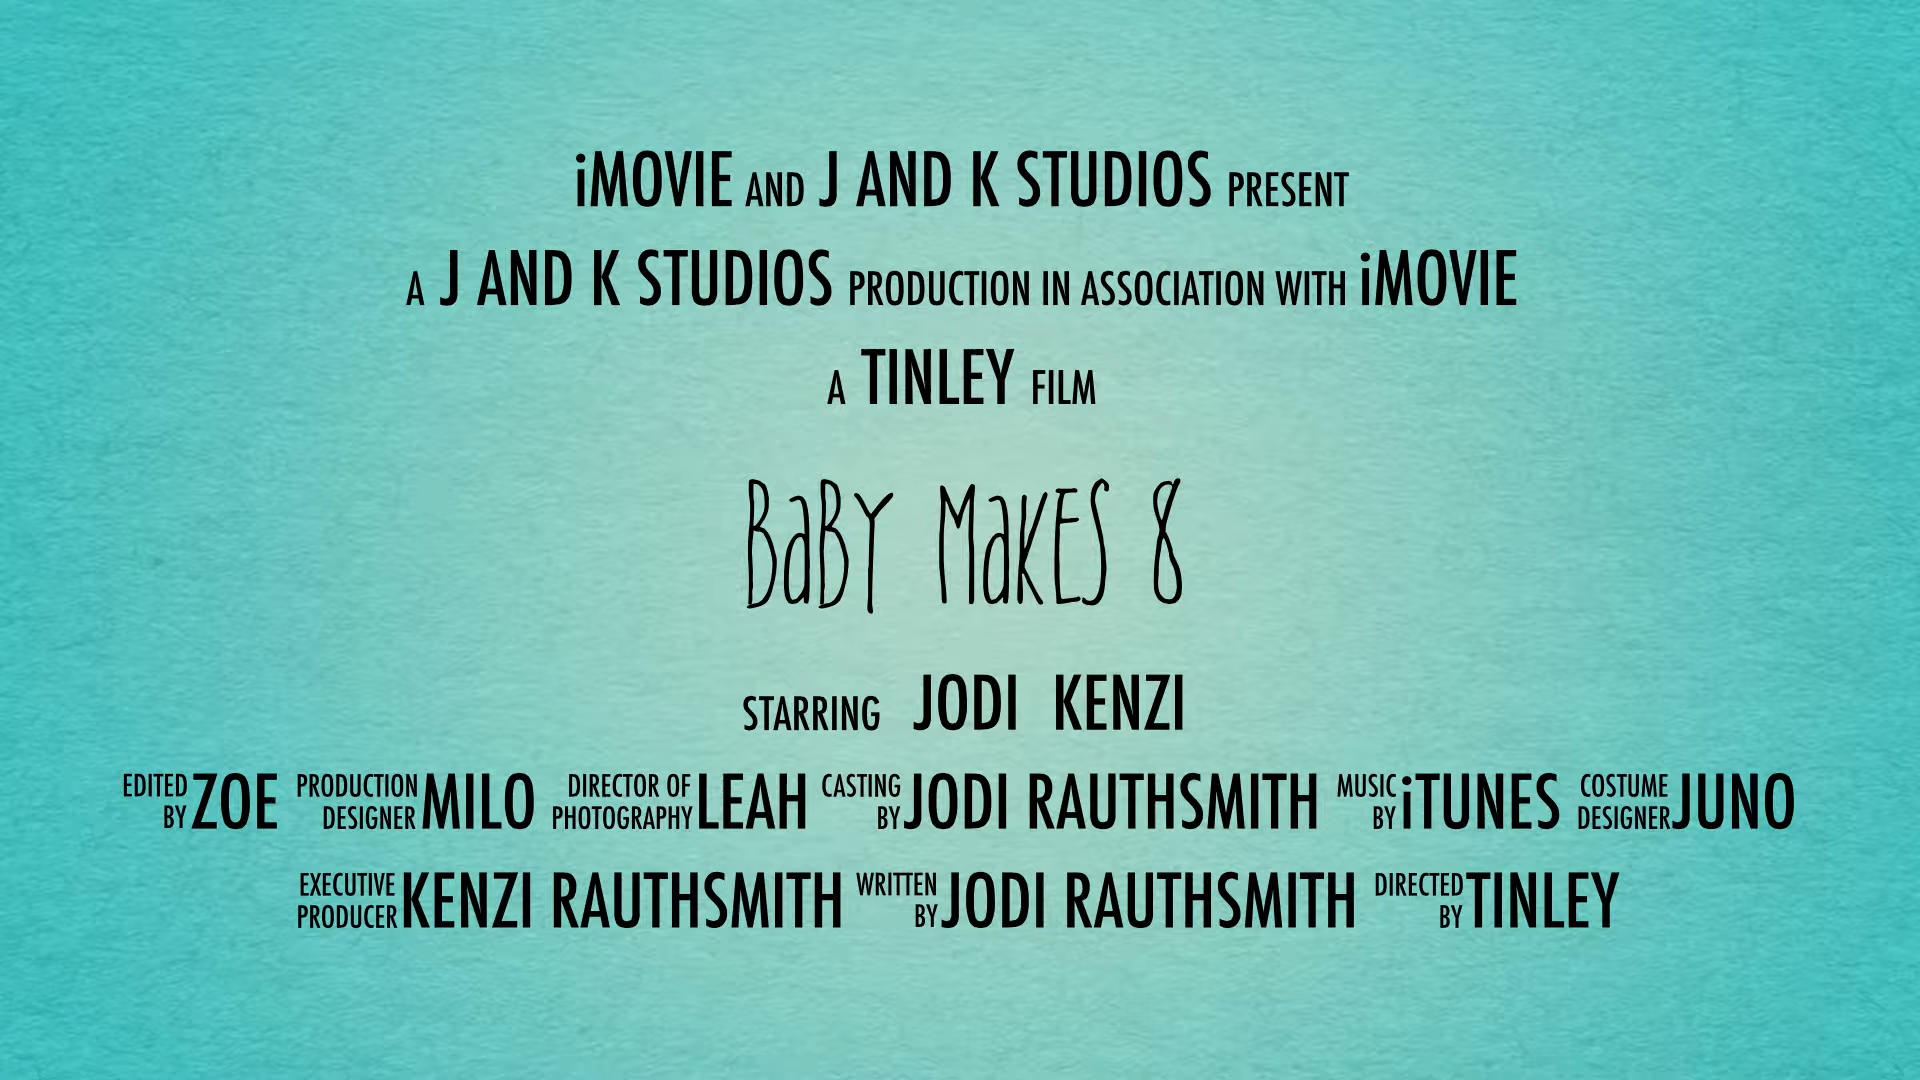 iMOVIE AND J AND K STUDIOS PRESENT
A J AND K STUDIOS PRODUCTION IN ASSOCIATION WITH iMOVIE
A TINLEY FILM
BaBY MaKES 8
STARRING JODI KENZI
EDITED BY ZOE PRODUCTION DESIGNER MILO DIRECTOR OF PHOTOGRAPHY LEAH CASTING BY JODI RAUTHSMITH MUSIC BY iTUNES COSTUME DESIGNER JUNO
EXECUTIVE PRODUCER KENZI RAUTHSMITH WRITTEN BY JODI RAUTHSMITH DIRECTED BY TINLEY